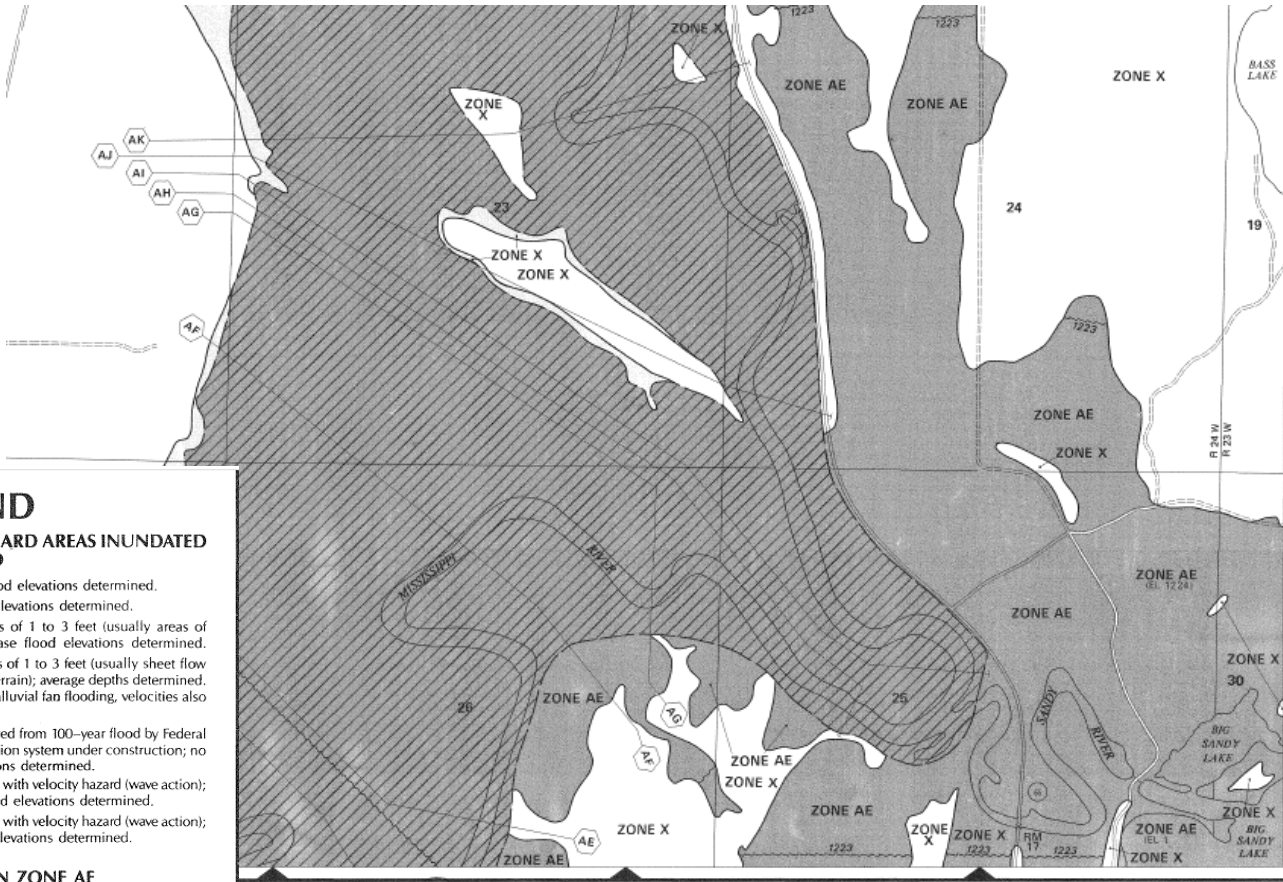 1223
1223
ZONE X
ZONE AE
ZONE AE
ZONE X
BASS
LAKE
ZONE
X
AK
AJ
AI
AH
AG
23
24
19
ZONE X
ZONE X
AF
1223
ZONE AE
ZONE X
R 24 W
R 23 W
ND
ARD AREAS INUNDATED
D
od elevations determined.
levations determined.
s of 1 to 3 feet (usually areas of
ase flood elevations determined.
s of 1 to 3 feet (usually sheet flow
rrain); average depths determined.
alluvial fan flooding, velocities also
ed from 100-year flood by Federal
ion system under construction; no
ons determined.
with velocity hazard (wave action);
d elevations determined.
with velocity hazard (wave action);
levations determined.
N ZONE AE
MISSISSIPPI
RIVER
ZONE AE
(EL 1224)
ZONE AE
ZONE X
30
26
ZONE AE
25
AG
SANDY
RIVER
BIG
SANDY
LAKE
AF
ZONE AE
ZONE X
ZONE AE
ZONE X
ZONE X
AE
ZONE
X
ZONE X
RM
17
ZONE AE
(EL 1
BIG
SANDY
LAKE
ZONE AE
1223
1223
1223
ZONE X